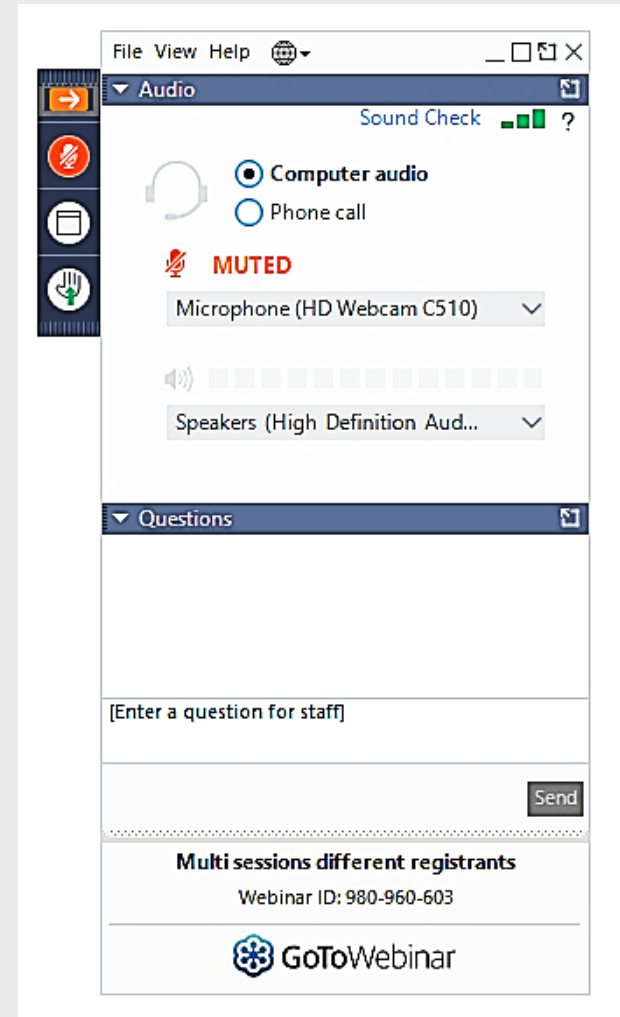 File View Help
Audio
Sound Check ?
Computer audio
Phone call
MUTED
Microphone (HD Webcam C510)
Speakers (High Definition Aud...
Questions
[Enter a question for staff]
Send
Multi sessions different registrants
Webinar ID: 980-960-603
GoToWebinar